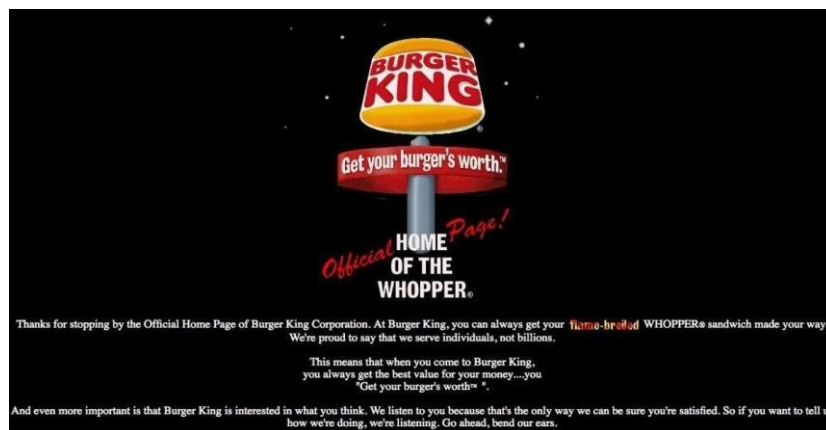 BURGER
KING®
Get your burger's worth.™
Official HOME Page!
OF THE
WHOPPER®
Thanks for stopping by the Official Home Page of Burger King Corporation. At Burger King, you can always get your flame-broiled WHOPPER® sandwich made your way
We're proud to say that we serve individuals, not billions.
This means that when you come to Burger King,
you always get the best value for your money....you
"Get your burger's worth™ ".
And even more important is that Burger King is interested in what you think. We listen to you because that's the only way we can be sure you're satisfied. So if you want to tell u
how we're doing, we're listening. Go ahead, bend our ears.